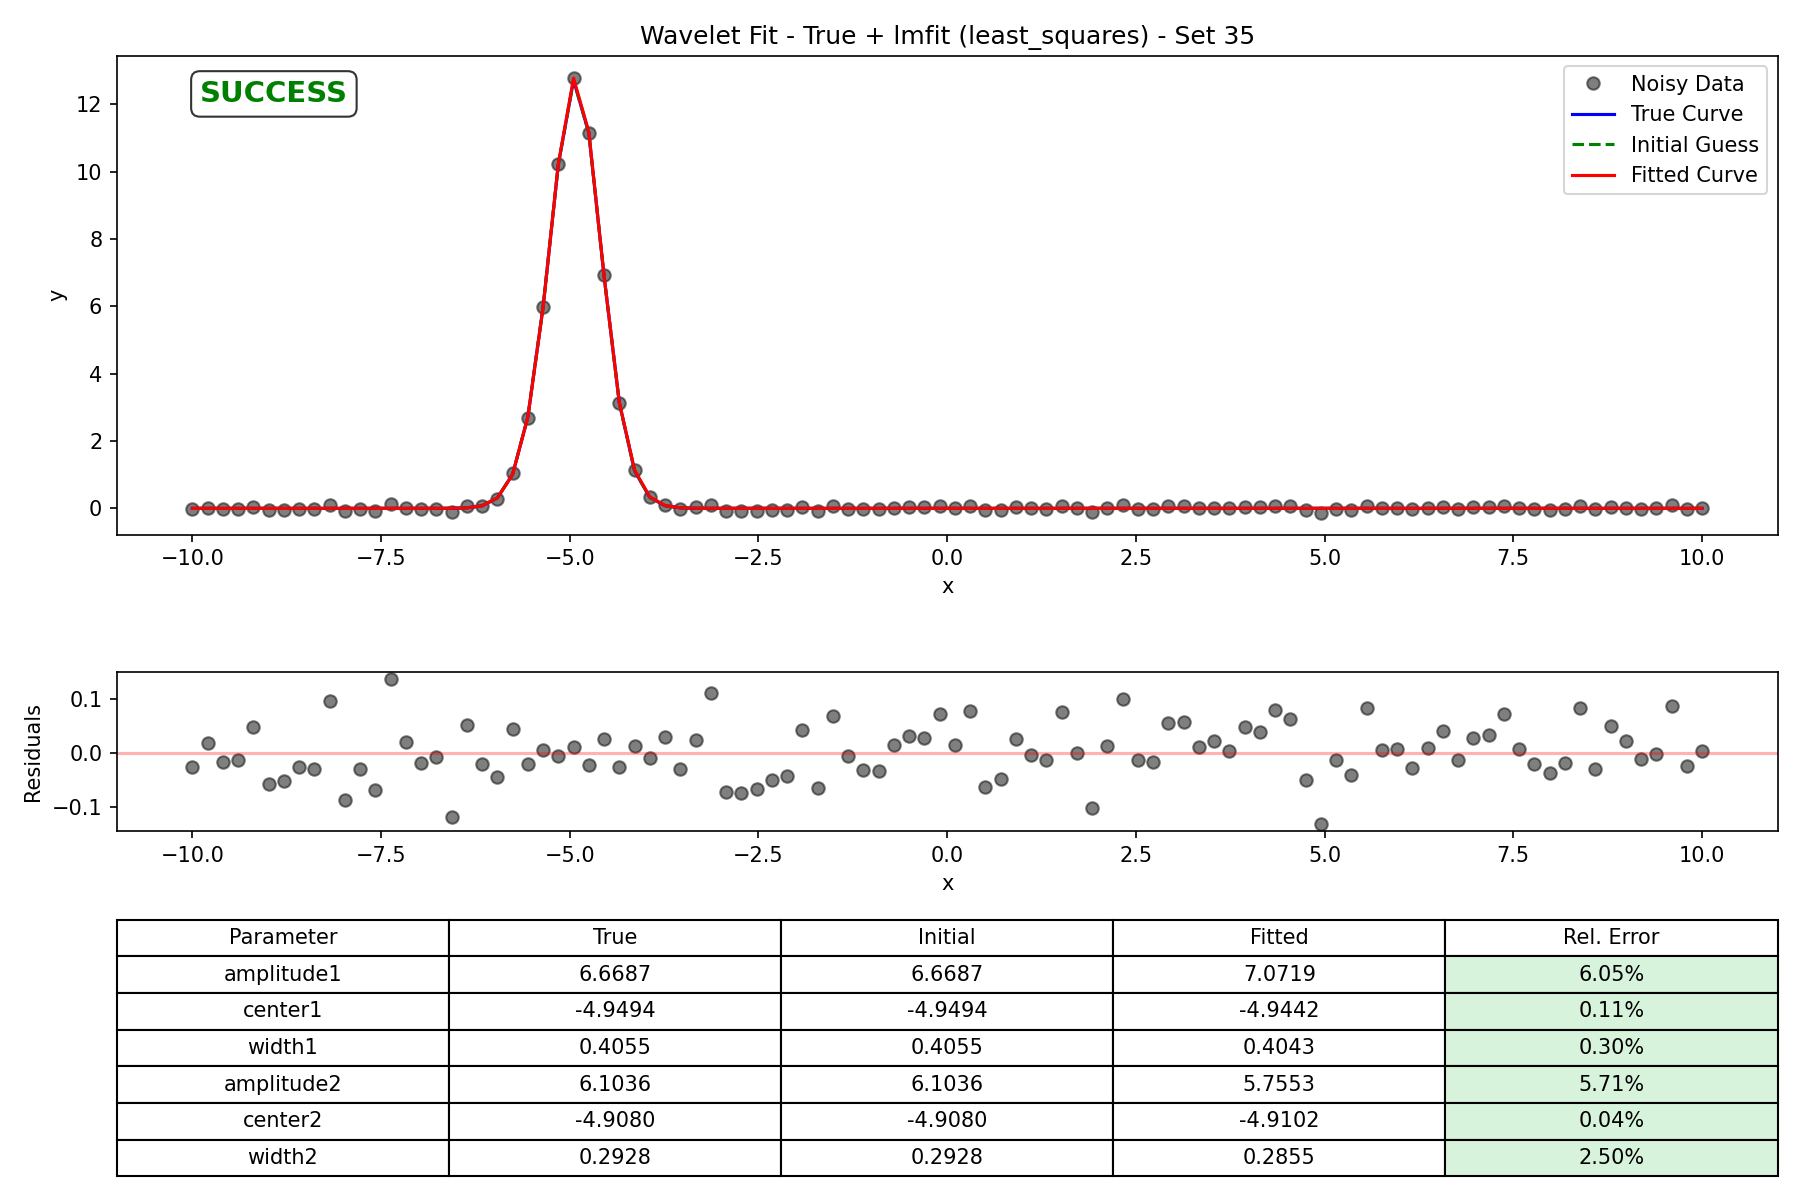 Wavelet Fit - True + lmfit (least_squares) - Set 35
SUCCESS
Noisy Data
True Curve
Initial Guess
Fitted Curve
y
12
10
8
6
4
2
0
−10.0 −7.5 −5.0 −2.5 0.0 2.5 5.0 7.5 10.0
x
Residuals
0.1
0.0
−0.1
−10.0 −7.5 −5.0 −2.5 0.0 2.5 5.0 7.5 10.0
x
Parameter True Initial Fitted Rel. Error
amplitude1 6.6687 6.6687 7.0719 6.05%
center1 -4.9494 -4.9494 -4.9442 0.11%
width1 0.4055 0.4055 0.4043 0.30%
amplitude2 6.1036 6.1036 5.7553 5.71%
center2 -4.9080 -4.9080 -4.9102 0.04%
width2 0.2928 0.2928 0.2855 2.50%